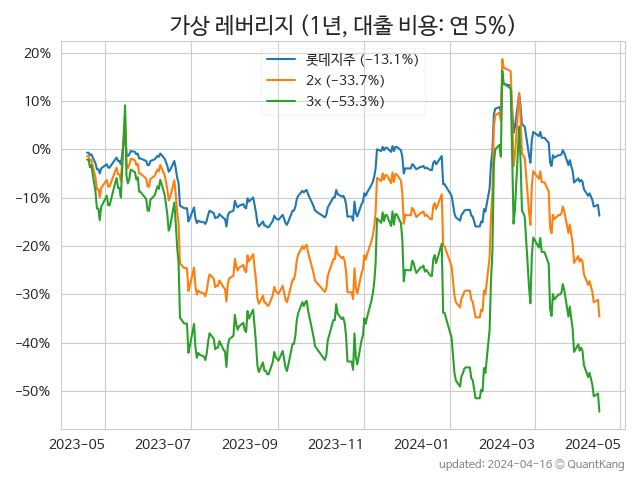 가상 레버리지 (1년, 대출 비용: 연 5%)
롯데지주 (-13.1%)
2x (-33.7%)
3x (-53.3%)
20%
10%
0%
-10%
-20%
-30%
-40%
-50%
2023-05 2023-07 2023-09 2023-11 2024-01 2024-03 2024-05
updated: 2024-04-16 © QuantKang